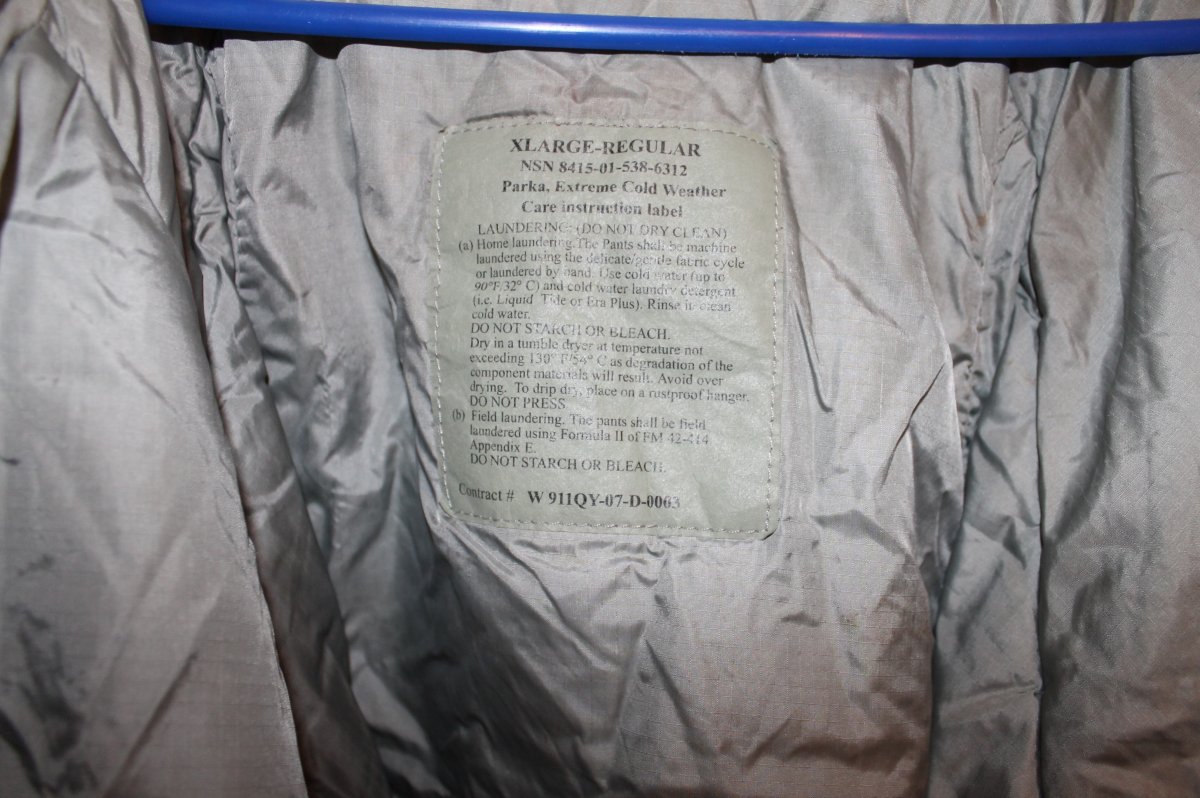 XLARGE-REGULAR
NSN 8415-01-538-6312
Parka, Extreme Cold Weather
Care instruction label
LAUNDERING: (DO NOT DRY CLEAN)
(a) Home laundering. The Pants shall be machine
laundered using the delicate/gentle fabric cycle
or laundered by hand. Use cold water (up to
90°F/32° C) and cold water laundry detergent
(i.e. Liquid Tide or Era Plus). Rinse in clean
cold water.
DO NOT STARCH OR BLEACH.
Dry in a tumble dryer at temperature not
exceeding 130° F/54° C as degradation of the
component materials will result. Avoid over
drying. To drip dry, place on a rustproof hanger.
DO NOT PRESS
(b) Field laundering. The pants shall be field
laundered using Formula II of FM 42-414
Appendix E.
DO NOT STARCH OR BLEACH.
Contract # W 911QY-07-D-0003